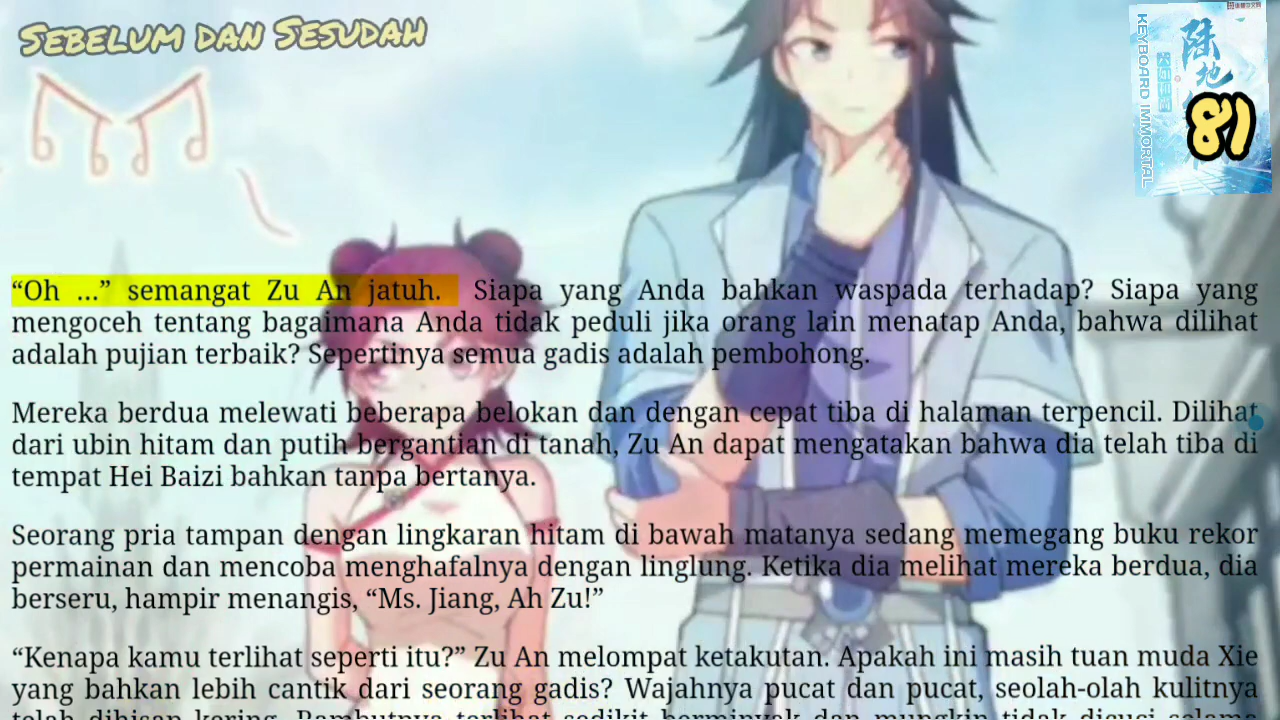 Sebelum dan Sesudah
KEYBOARD IMMORTAL
81
“Oh ...” semangat Zu An jatuh. Siapa yang Anda bahkan waspada terhadap? Siapa yang
mengoceh tentang bagaimana Anda tidak peduli jika orang lain menatap Anda, bahwa dilihat
adalah pujian terbaik? Sepertinya semua gadis adalah pembohong.
Mereka berdua melewati beberapa belokan dan dengan cepat tiba di halaman terpencil. Dilihat
dari ubin hitam dan putih bergantian di tanah, Zu An dapat mengatakan bahwa dia telah tiba di
tempat Hei Baizi bahkan tanpa bertanya.
Seorang pria tampan dengan lingkaran hitam di bawah matanya sedang memegang buku rekor
permainan dan mencoba menghafalnya dengan linglung. Ketika dia melihat mereka berdua, dia
berseru, hampir menangis, “Ms. Jiang, Ah Zu!”
“Kenapa kamu terlihat seperti itu?” Zu An melompat ketakutan. Apakah ini masih tuan muda Xie
yang bahkan lebih cantik dari seorang gadis? Wajahnya pucat dan pucat, seolah-olah kulitnya